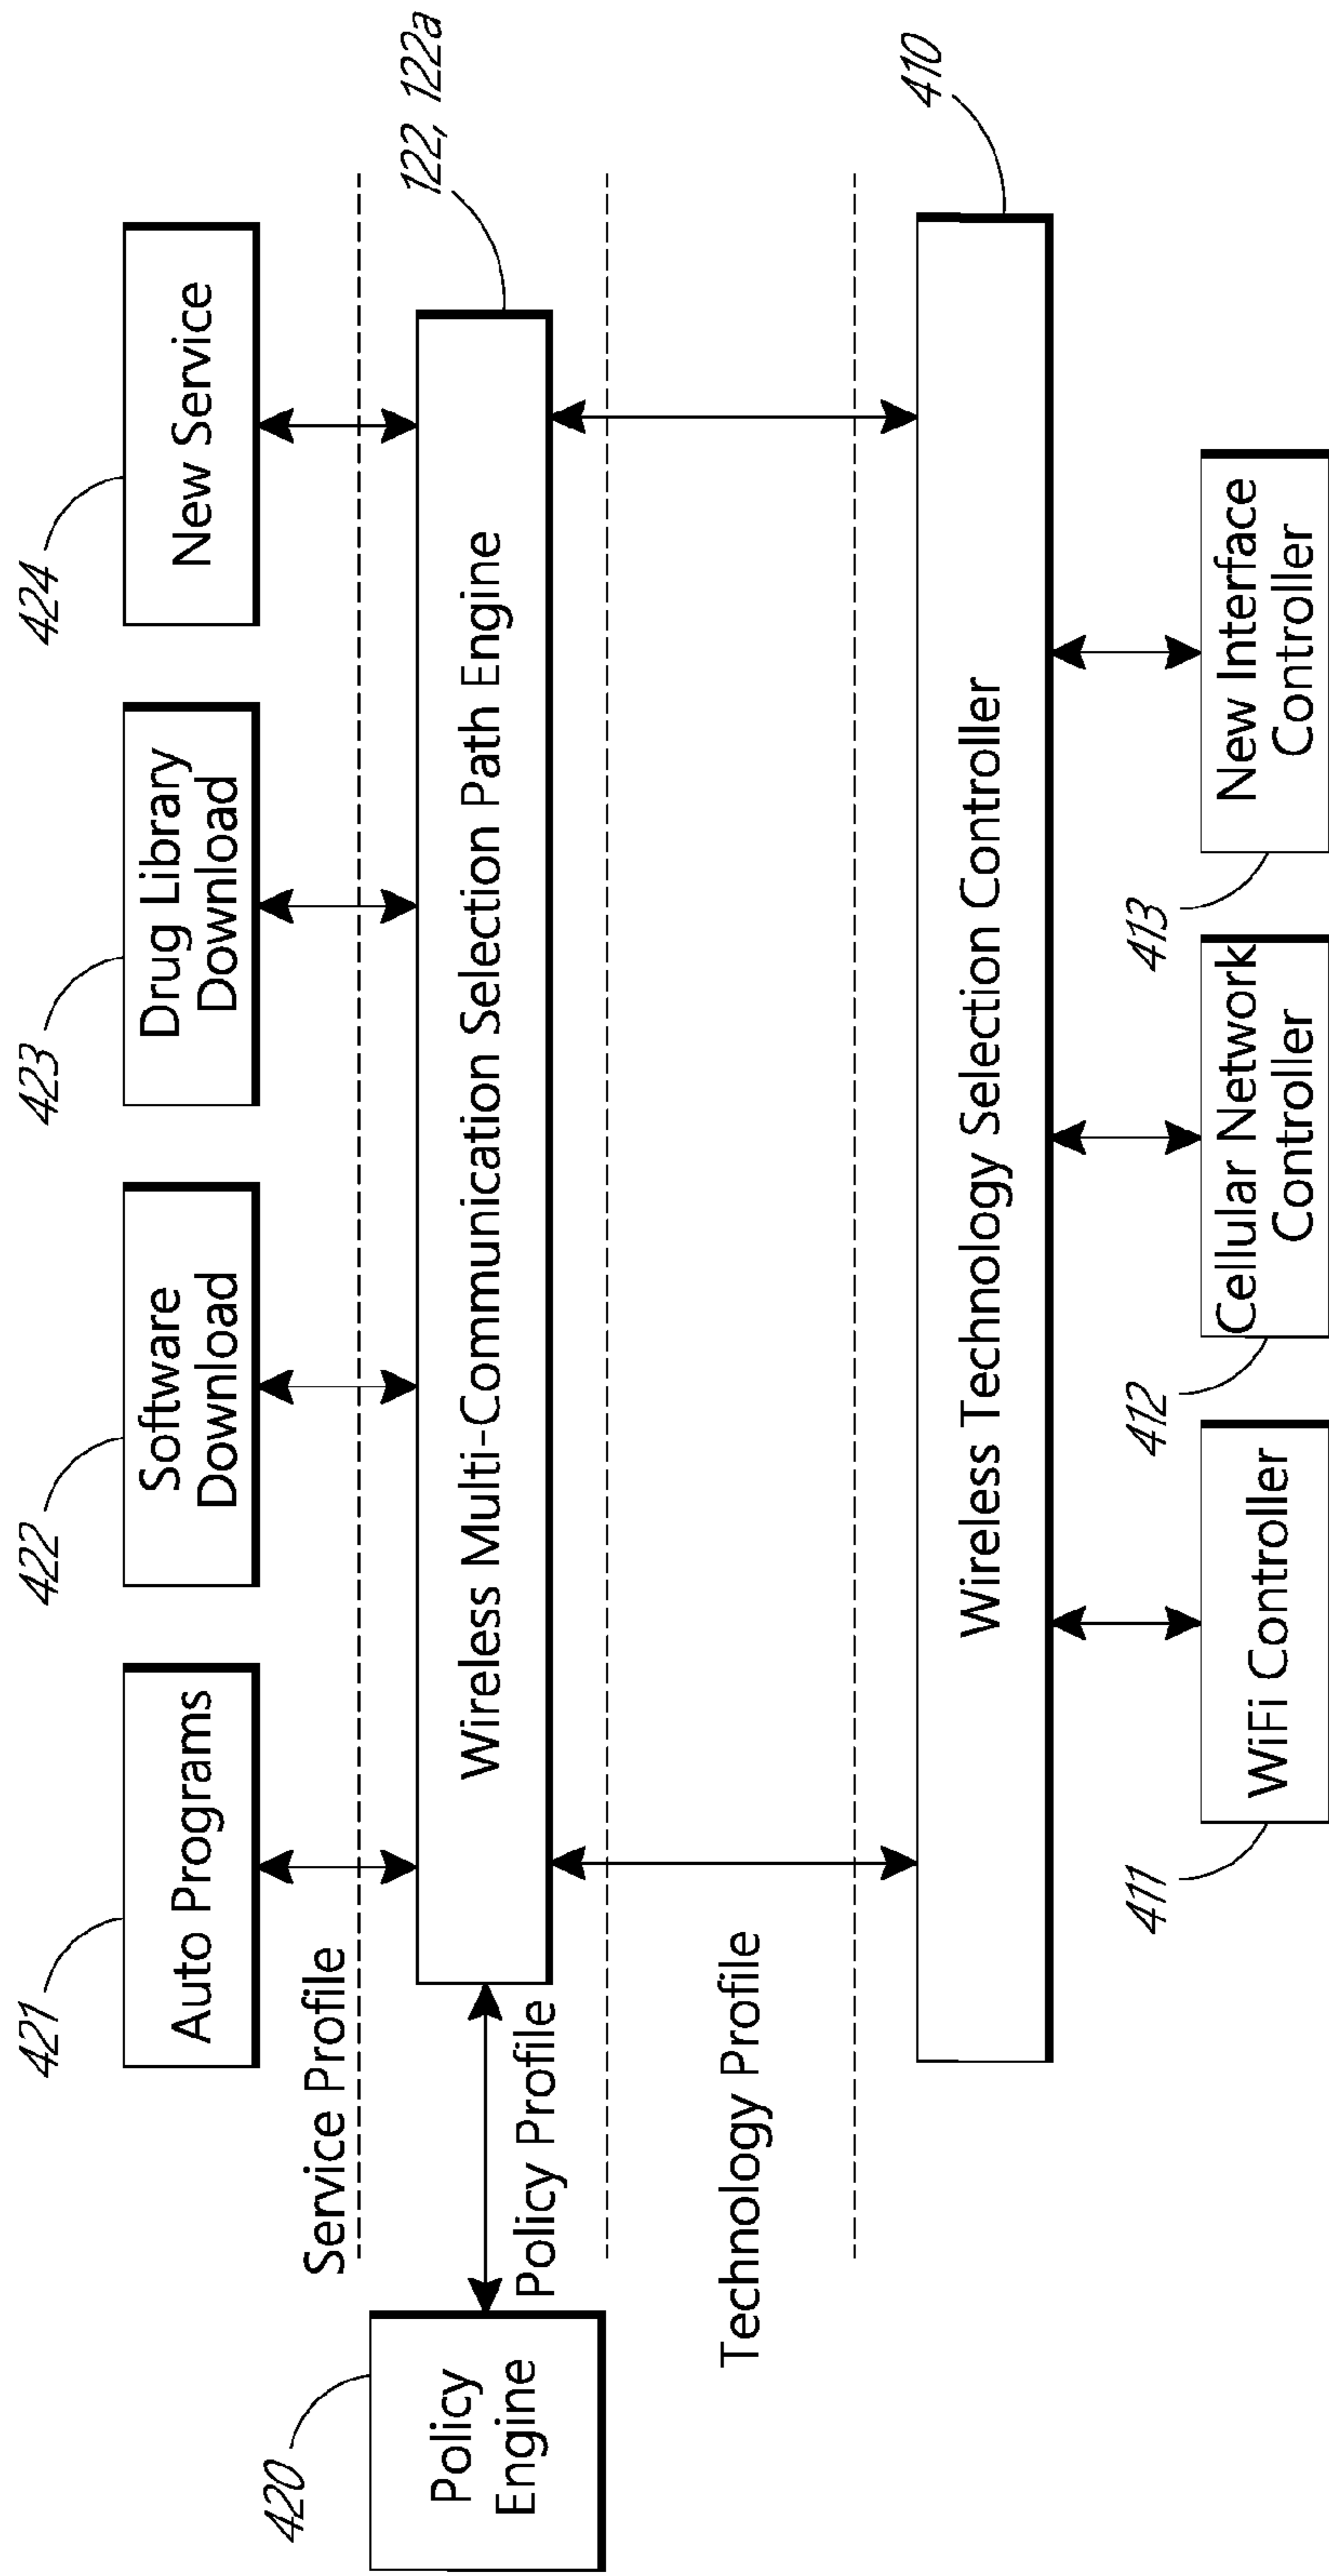 421
422
423
424
Auto Programs
Software
Download
Drug Library
Download
New Service
Service Profile
420
Policy
Engine
Policy Profile
Wireless Multi-Communication Selection Path Engine
122, 122a
Technology Profile
Wireless Technology Selection Controller
410
411
412
413
WiFi Controller
Cellular Network
Controller
New Interface
Controller